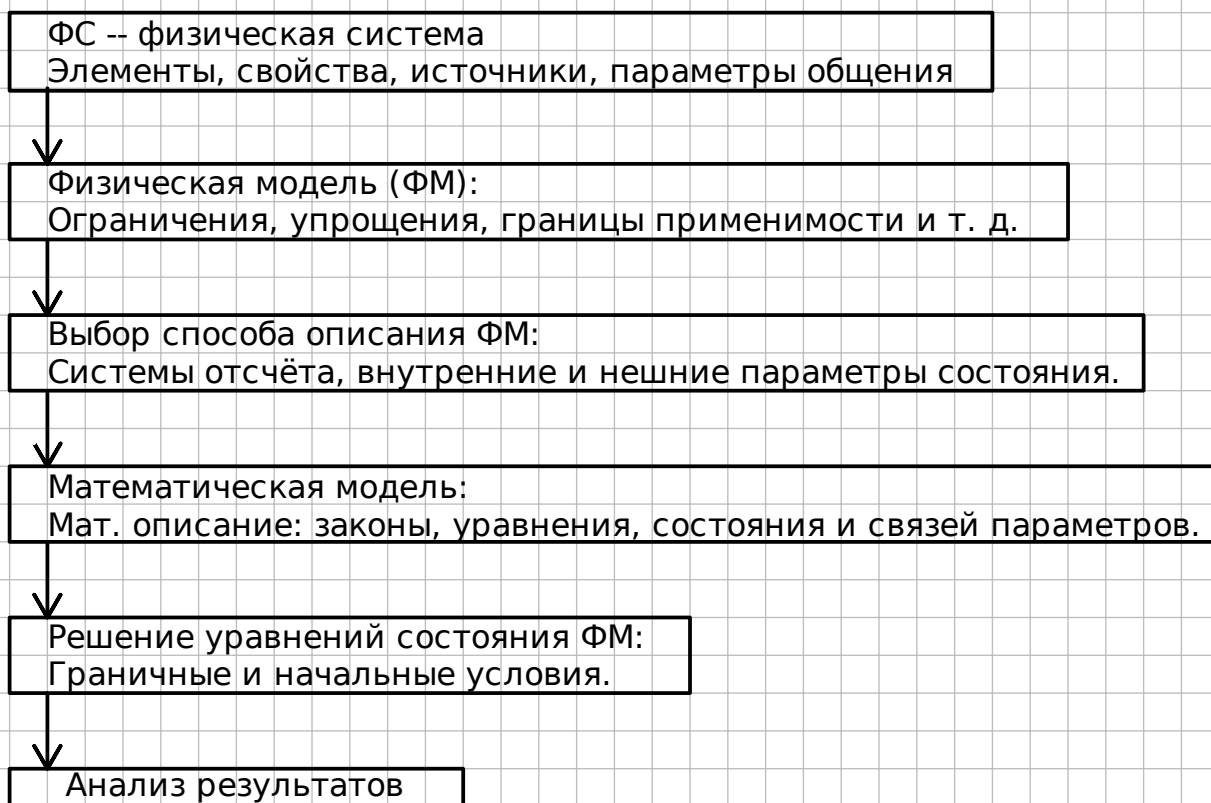 ФС -- физическая система
Элементы, свойства, источники, параметры общения
Физическая модель (ФМ):
Ограничения, упрощения, границы применимости и т. д.
Выбор способа описания ФМ:
Системы отсчёта, внутренние и нешние параметры состояния.
Математическая модель:
Мат. описание: законы, уравнения, состояния и связей параметров.
Решение уравнений состояния ФМ:
Граничные и начальные условия.
Анализ результатов